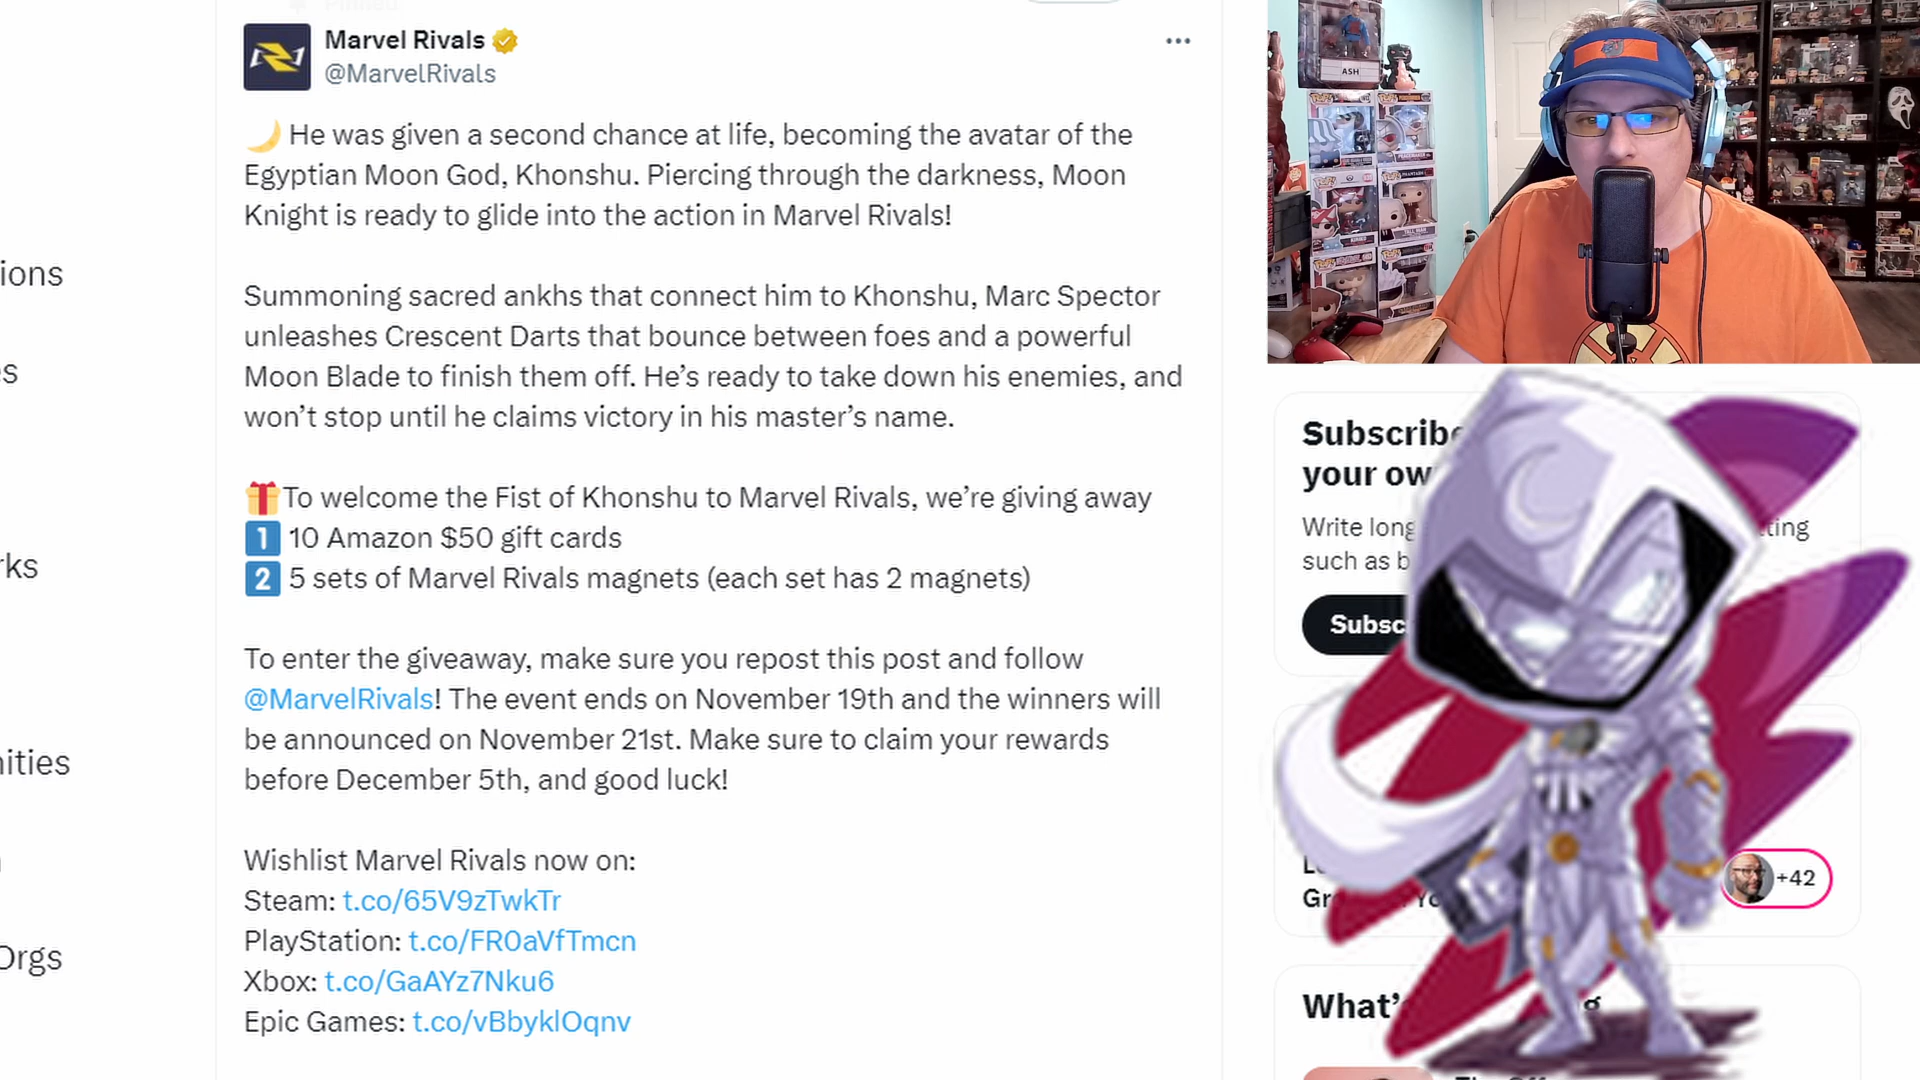 Pinned
Marvel Rivals
@MarvelRivals
🌙 He was given a second chance at life, becoming the avatar of the
Egyptian Moon God, Khonshu. Piercing through the darkness, Moon
Knight is ready to glide into the action in Marvel Rivals!
Summoning sacred ankhs that connect him to Khonshu, Marc Spector
unleashes Crescent Darts that bounce between foes and a powerful
Moon Blade to finish them off. He’s ready to take down his enemies, and
won’t stop until he claims victory in his master’s name.
🎁To welcome the Fist of Khonshu to Marvel Rivals, we’re giving away
1 10 Amazon $50 gift cards
2 5 sets of Marvel Rivals magnets (each set has 2 magnets)
To enter the giveaway, make sure you repost this post and follow
@MarvelRivals! The event ends on November 19th and the winners will
be announced on November 21st. Make sure to claim your rewards
before December 5th, and good luck!
Wishlist Marvel Rivals now on:
Steam: t.co/65V9zTwkTr
PlayStation: t.co/FR0aVfTmcn
Xbox: t.co/GaAYz7Nku6
Epic Games: t.co/vBbyklOqnv
ions
s
rks
ities
Orgs
ASH
Subscribe
your ow
Write long ting
such as b
Subsc
+42
Gr Yo
What’ g